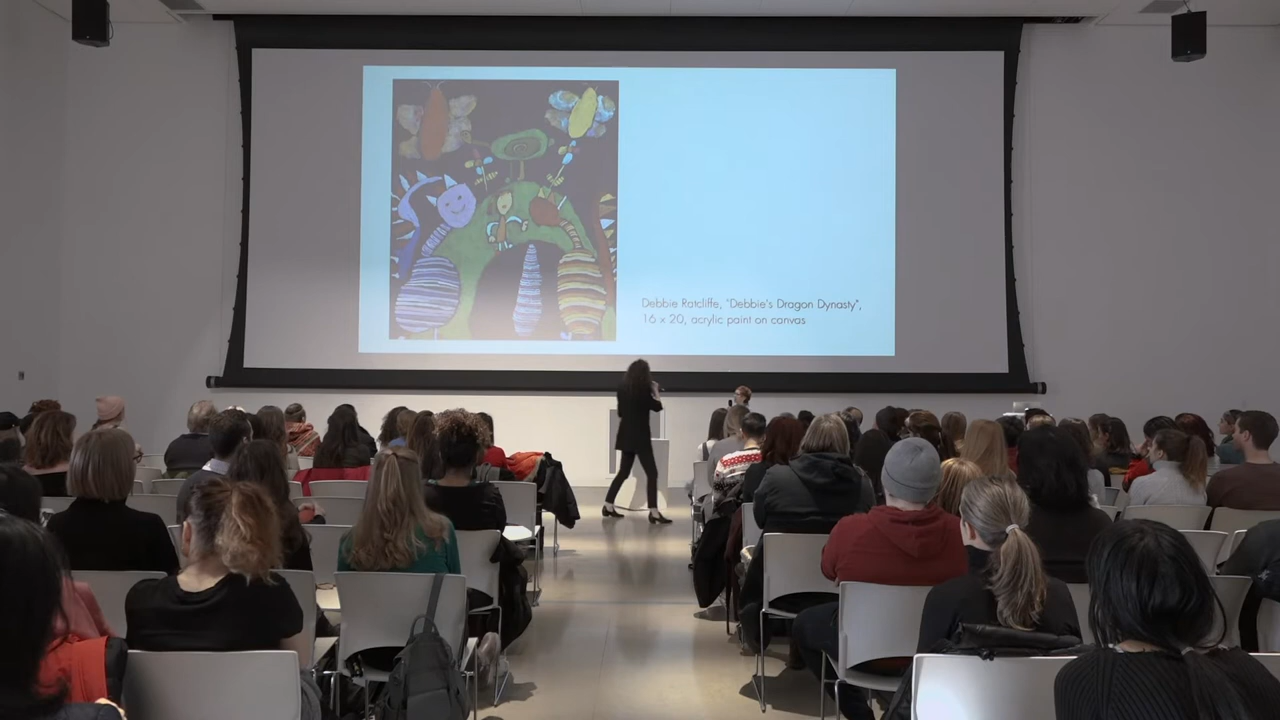 Debbie Ratcliffe, "Debbie's Dragon Dynasty",
16 x 20, acrylic paint on canvas